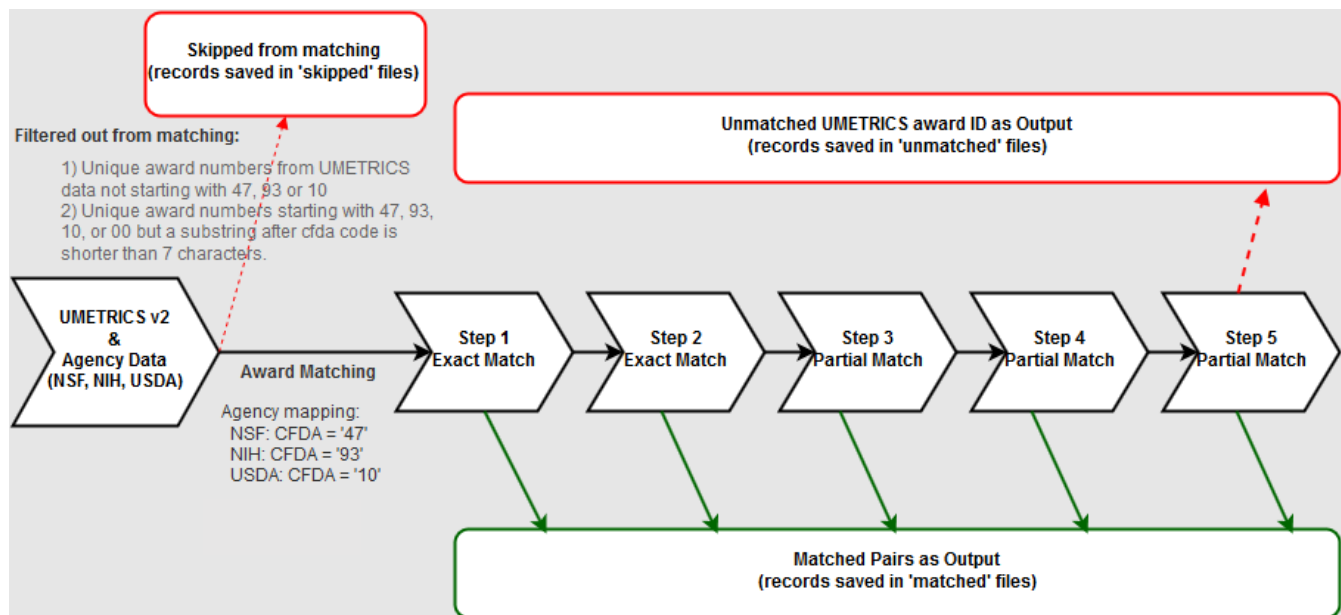 Skipped from matching
(records saved in 'skipped' files)
Unmatched UMETRICS award ID as Output
(records saved in 'unmatched' files)
Filtered out from matching:
1) Unique award numbers from UMETRICS
data not starting with 47, 93 or 10
2) Unique award numbers starting with 47, 93,
10, or 00 but a substring after cfda code is
shorter than 7 characters.
UMETRICS v2
&
Agency Data
(NSF, NIH, USDA)
Award Matching
Agency mapping:
NSF: CFDA = '47'
NIH: CFDA = '93'
USDA: CFDA = '10'
Step 1
Exact Match
Step 2
Exact Match
Step 3
Partial Match
Step 4
Partial Match
Step 5
Partial Match
Matched Pairs as Output
(records saved in 'matched' files)